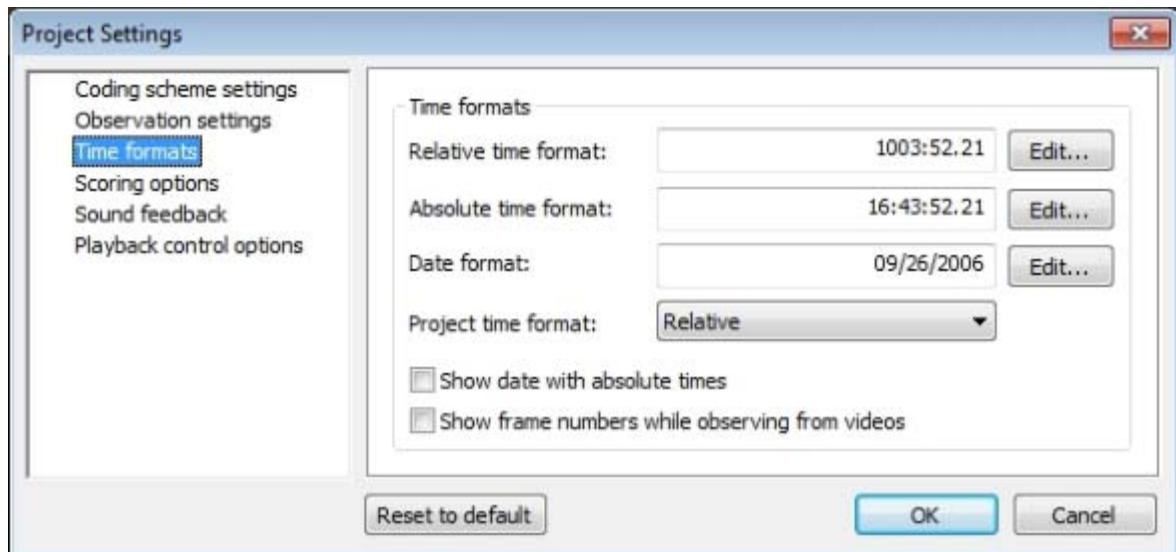 Project Settings
Coding scheme settings
Observation settings
Time formats
Scoring options
Sound feedback
Playback control options
Time formats
Relative time format: 1003:52.21 Edit...
Absolute time format: 16:43:52.21 Edit...
Date format: 09/26/2006 Edit...
Project time format: Relative
Show date with absolute times
Show frame numbers while observing from videos
Reset to default OK Cancel